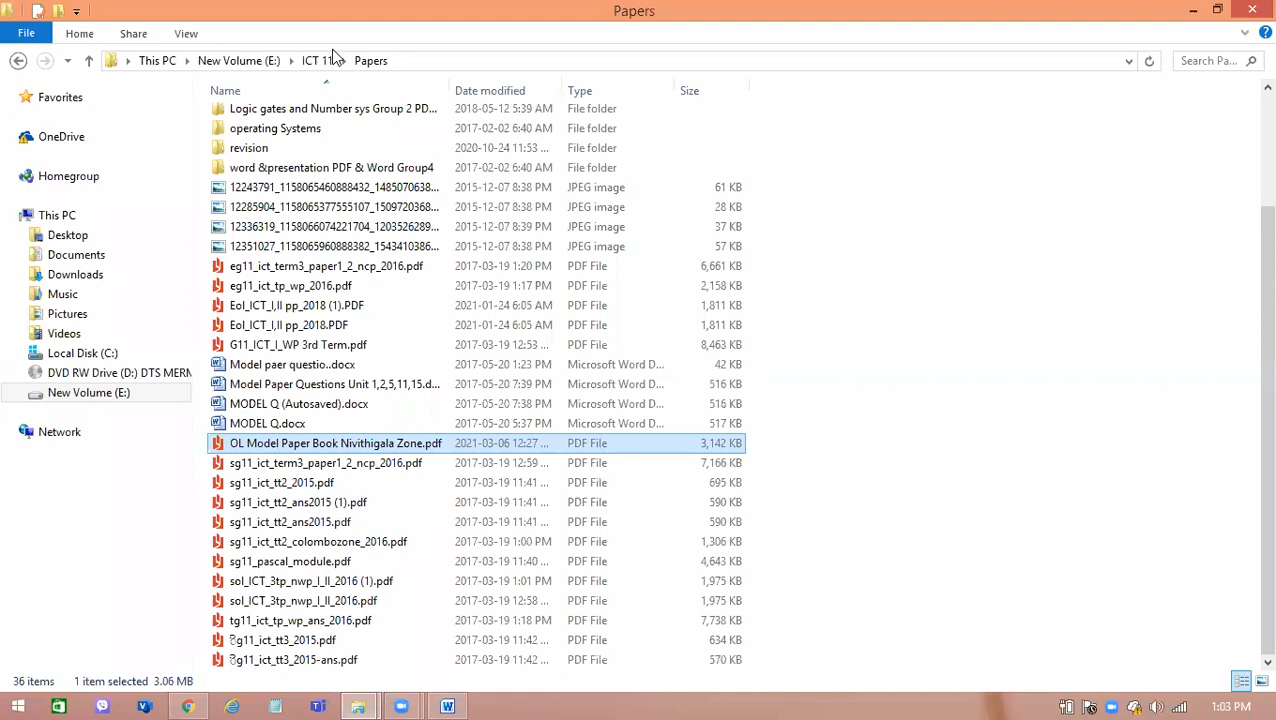 Papers
File Home Share View
This PC New Volume (E:) ICT 11 Papers Search Pa...
Name Date modified Type Size
Favorites
OneDrive
Homegroup
This PC
Desktop
Documents
Downloads
Music
Pictures
Videos
Local Disk (C:)
DVD RW Drive (D:) DTS MERN
New Volume (E:)
Network
Logic gates and Number sys Group 2 PD... 2018-05-12 5:39 AM File folder
operating Systems 2017-02-02 6:40 AM File folder
revision 2020-10-24 11:53 ... File folder
word &presentation PDF & Word Group4 2017-02-02 6:40 AM File folder
12243791_1158065460888432_1485070638... 2015-12-07 8:38 PM JPEG image 61 KB
12285904_1158065377555107_1509720368... 2015-12-07 8:38 PM JPEG image 28 KB
12336319_1158066074221704_1203526289... 2015-12-07 8:38 PM JPEG image 37 KB
12351027_1158065960888382_1543410386... 2015-12-07 8:38 PM JPEG image 57 KB
eg11_ict_term3_paper1_2_ncp_2016.pdf 2017-03-19 1:20 PM PDF File 6,661 KB
eg11_ict_tp_wp_2016.pdf 2017-03-19 1:17 PM PDF File 2,158 KB
Eol_ICT_I,II pp_2018 (1).PDF 2021-01-24 6:05 AM PDF File 1,811 KB
Eol_ICT_I,II pp_2018.PDF 2021-01-24 6:05 AM PDF File 1,811 KB
G11_ICT_I_WP 3rd Term.pdf 2017-03-19 12:53 ... PDF File 8,463 KB
Model paer questio..docx 2017-05-20 1:23 PM Microsoft Word D... 42 KB
Model Paper Questions Unit 1,2,5,11,15.d... 2017-05-20 7:39 PM Microsoft Word D... 516 KB
MODEL Q (Autosaved).docx 2017-05-20 7:38 PM Microsoft Word D... 516 KB
MODEL Q.docx 2017-05-20 5:37 PM Microsoft Word D... 517 KB
OL Model Paper Book Nivithigala Zone.pdf 2021-03-06 12:27 ... PDF File 3,142 KB
sg11_ict_term3_paper1_2_ncp_2016.pdf 2017-03-19 12:59 ... PDF File 7,166 KB
sg11_ict_tt2_2015.pdf 2017-03-19 11:41 ... PDF File 695 KB
sg11_ict_tt2_ans2015 (1).pdf 2017-03-19 11:41 ... PDF File 590 KB
sg11_ict_tt2_ans2015.pdf 2017-03-19 11:41 ... PDF File 590 KB
sg11_ict_tt2_colombozone_2016.pdf 2017-03-19 1:00 PM PDF File 1,306 KB
sg11_pascal_module.pdf 2017-03-19 11:40 ... PDF File 4,643 KB
sol_ICT_3tp_nwp_I_II_2016 (1).pdf 2017-03-19 1:01 PM PDF File 1,975 KB
sol_ICT_3tp_nwp_I_II_2016.pdf 2017-03-19 12:58 ... PDF File 1,975 KB
tg11_ict_tp_wp_ans_2016.pdf 2017-03-19 1:18 PM PDF File 7,738 KB
g11_ict_tt3_2015.pdf 2017-03-19 11:42 ... PDF File 634 KB
g11_ict_tt3_2015-ans.pdf 2017-03-19 11:42 ... PDF File 570 KB
36 items 1 item selected 3.06 MB
1:03 PM